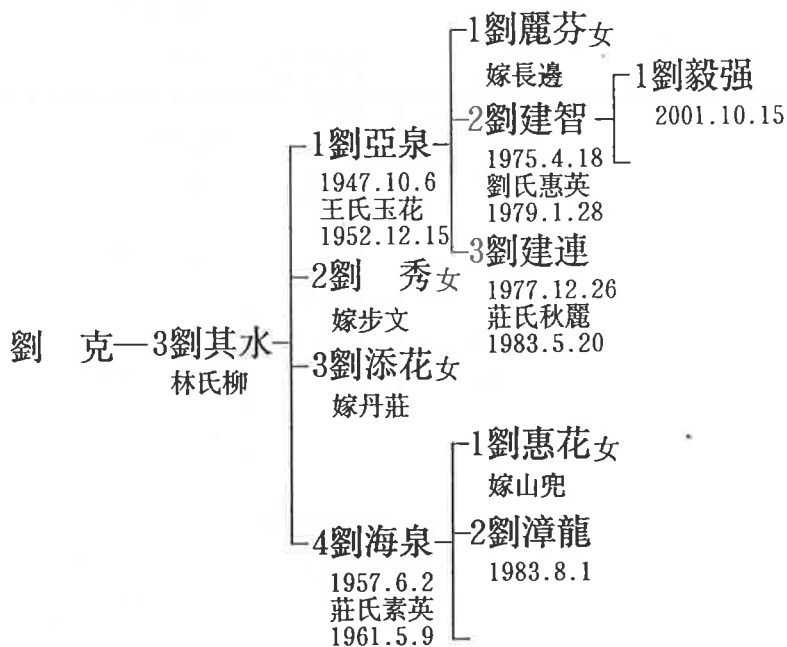 劉　克
3劉其水
林氏柳
1劉亞泉
1947.10.6
王氏玉花
1952.12.15
2劉　秀女
嫁步文
3劉添花女
嫁丹莊
4劉海泉
1957.6.2
莊氏素英
1961.5.9
1劉麗芬女
嫁長邊
2劉建智
1975.4.18
劉氏惠英
1979.1.28
3劉建連
1977.12.26
莊氏秋麗
1983.5.20
1劉惠花女
嫁山兜
2劉漳龍
1983.8.1
1劉毅强
2001.10.15